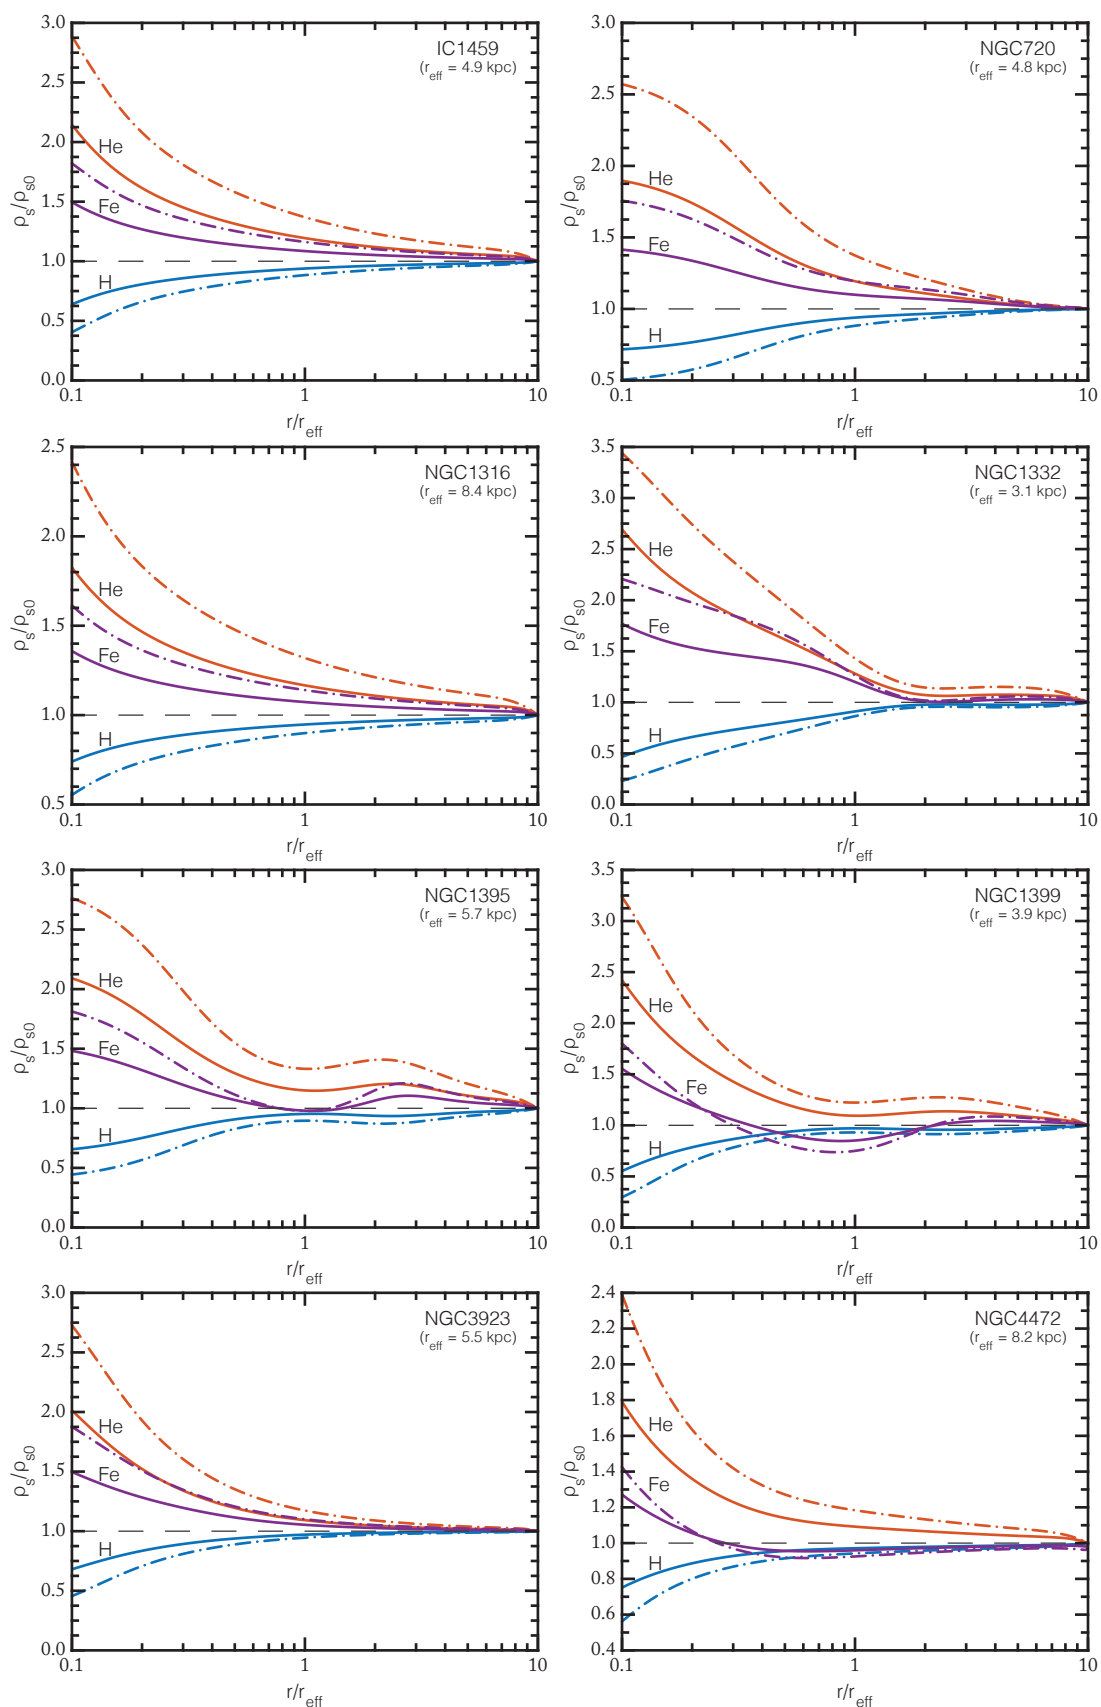 3.0
2.5
2.0
1.5
1.0
0.5
0.0
ρs/ρs0
IC1459
(reff = 4.9 kpc)
He
Fe
H
0.1
1
10
r/reff
3.0
2.5
2.0
1.5
1.0
0.5
ρs/ρs0
NGC720
(reff = 4.8 kpc)
He
Fe
H
0.1
1
10
r/reff
2.5
2.0
1.5
1.0
0.5
ρs/ρs0
NGC1316
(reff = 8.4 kpc)
He
Fe
H
0.1
1
10
r/reff
3.5
3.0
2.5
2.0
1.5
1.0
0.5
0.0
ρs/ρs0
NGC1332
(reff = 3.1 kpc)
He
Fe
H
0.1
1
10
r/reff
3.0
2.5
2.0
1.5
1.0
0.5
0.0
ρs/ρs0
NGC1395
(reff = 5.7 kpc)
He
Fe
H
0.1
1
10
r/reff
3.5
3.0
2.5
2.0
1.5
1.0
0.5
0.0
ρs/ρs0
NGC1399
(reff = 3.9 kpc)
He
Fe
H
0.1
1
10
r/reff
3.0
2.5
2.0
1.5
1.0
0.5
0.0
ρs/ρs0
NGC3923
(reff = 5.5 kpc)
He
Fe
H
0.1
1
10
r/reff
2.4
2.2
2.0
1.8
1.6
1.4
1.2
1.0
0.8
0.6
0.4
ρs/ρs0
NGC4472
(reff = 8.2 kpc)
He
Fe
H
0.1
1
10
r/reff